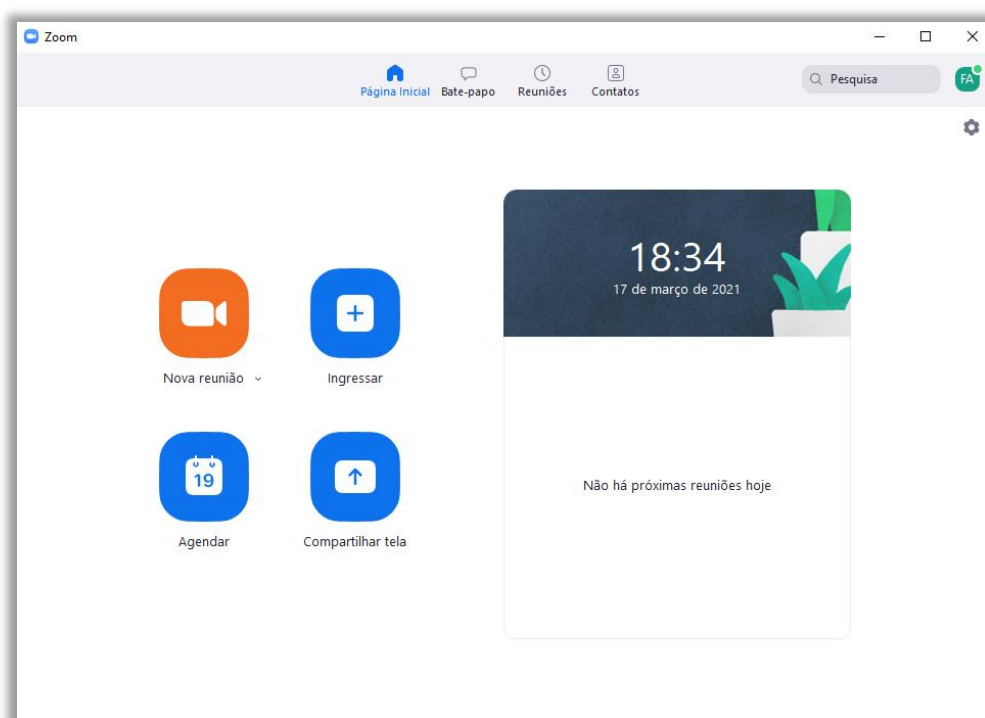 Zoom
Página Inicial Bate-papo Reuniões Contatos
Pesquisa
FA
18:34
17 de março de 2021
Nova reunião Ingressar
19
Agendar Compartilhar tela
Não há próximas reuniões hoje